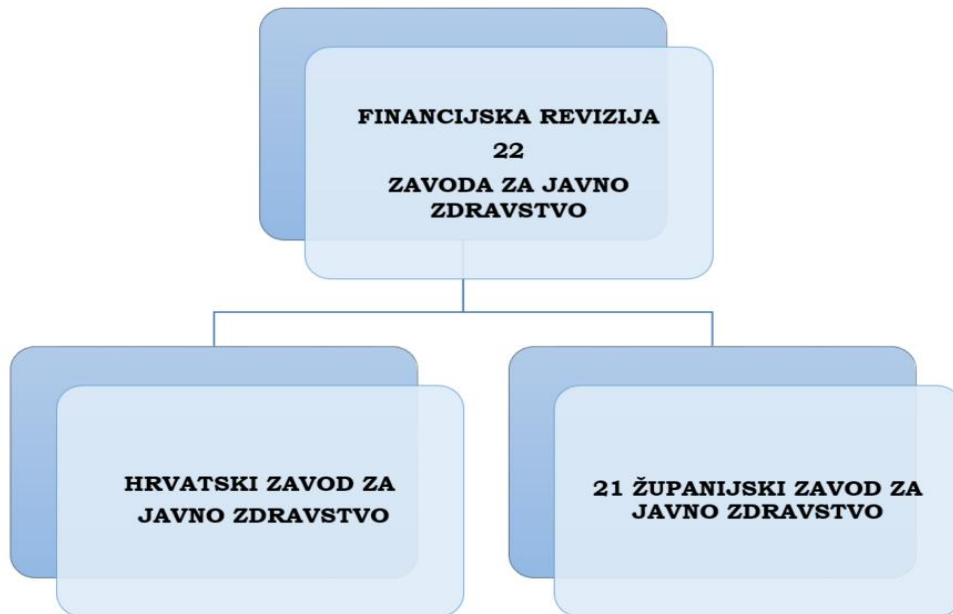 FINANCIJSKA REVIZIJA
22
ZAVODA ZA JAVNO
ZDRAVSTVO
HRVATSKI ZAVOD ZA
JAVNO ZDRAVSTVO
21 ŽUPANIJSKI ZAVOD ZA
JAVNO ZDRAVSTVO